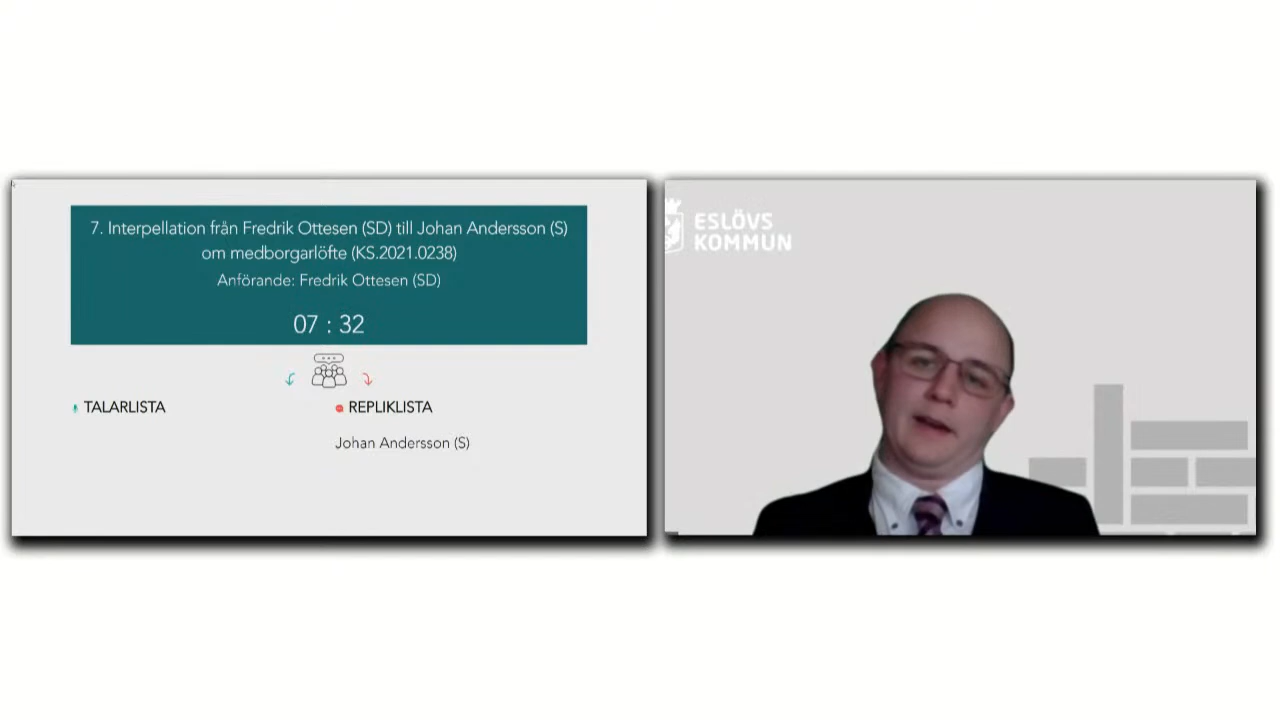 7. Interpellation från Fredrik Ottesen (SD) till Johan Andersson (S)
om medborgarlöfte (KS.2021.0238)
Anförande: Fredrik Ottesen (SD)
07 : 32
TALARLISTA
REPLIKLISTA
Johan Andersson (S)
ESLÖVS
KOMMUN